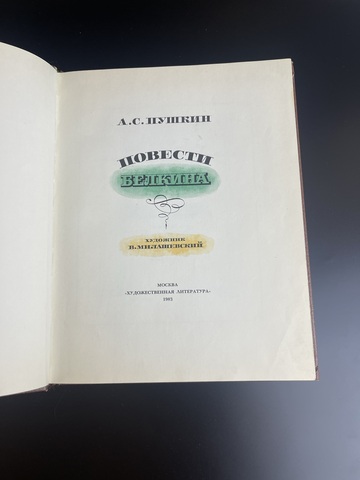 А.С.ПУШКИН
ПОВЕСТИ
БЕЛКИНА
ХУДОЖНИК
В.МИЛАШЕВСКИЙ
МОСКВА
«ХУДОЖЕСТВЕННАЯ ЛИТЕРАТУРА»